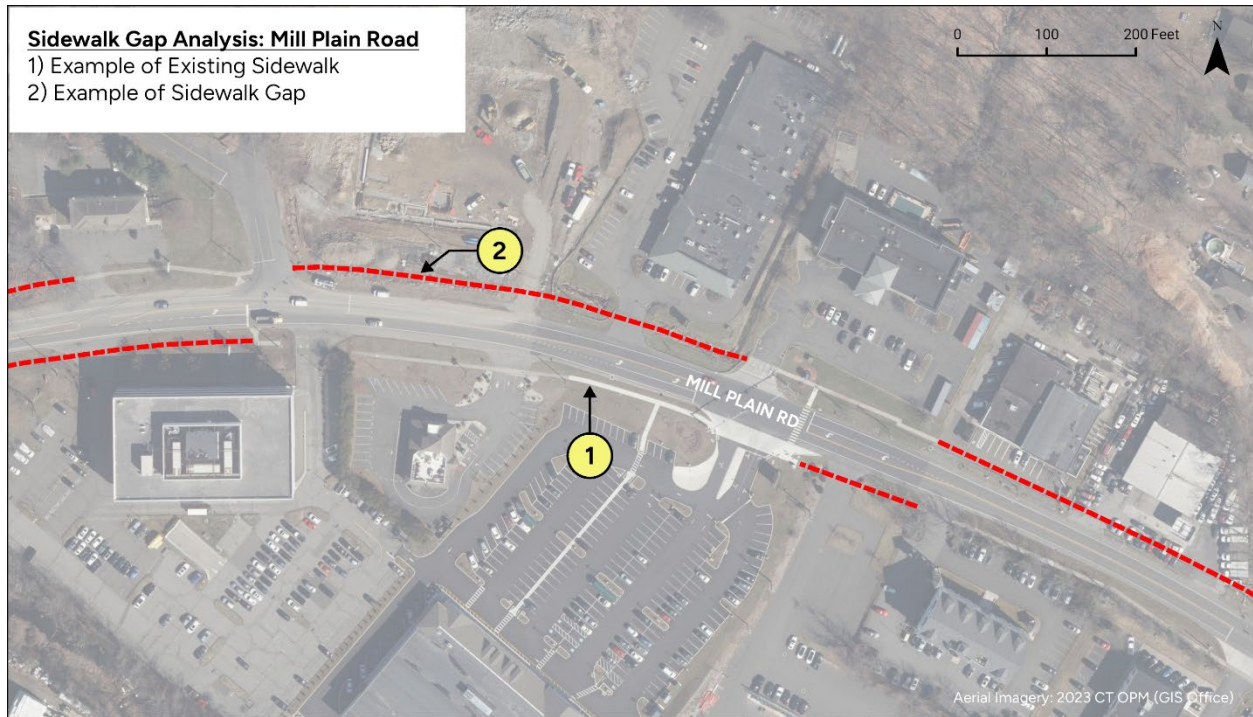 Sidewalk Gap Analysis: Mill Plain Road
1) Example of Existing Sidewalk
2) Example of Sidewalk Gap
0 100 200 Feet
N
2
MILL PLAIN RD
1
Aerial Imagery: 2023 CT OPM (GIS Office)